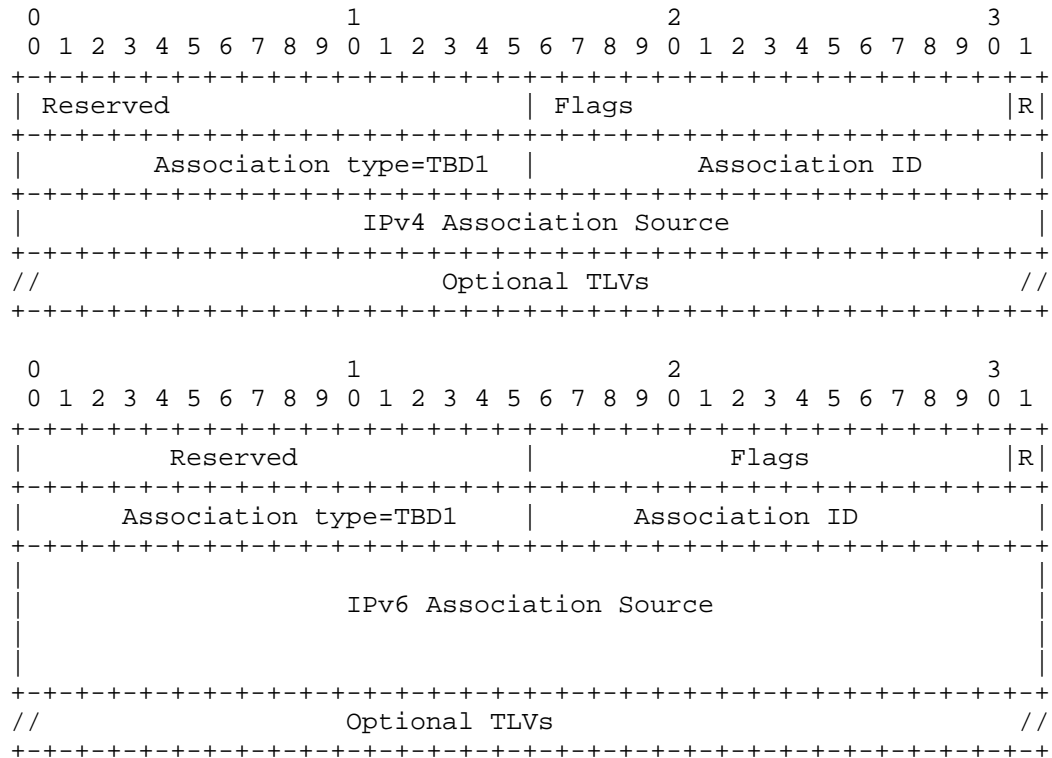 0                   1                   2                   3
 0 1 2 3 4 5 6 7 8 9 0 1 2 3 4 5 6 7 8 9 0 1 2 3 4 5 6 7 8 9 0 1
+-+-+-+-+-+-+-+-+-+-+-+-+-+-+-+-+-+-+-+-+-+-+-+-+-+-+-+-+-+-+-+-+
| Reserved                      | Flags                       |R|
+-+-+-+-+-+-+-+-+-+-+-+-+-+-+-+-+-+-+-+-+-+-+-+-+-+-+-+-+-+-+-+-+
|        Association type=TBD1  |          Association ID       |
+-+-+-+-+-+-+-+-+-+-+-+-+-+-+-+-+-+-+-+-+-+-+-+-+-+-+-+-+-+-+-+-+
|                     IPv4 Association Source                   |
+-+-+-+-+-+-+-+-+-+-+-+-+-+-+-+-+-+-+-+-+-+-+-+-+-+-+-+-+-+-+-+-+
//                         Optional TLVs                       //
+-+-+-+-+-+-+-+-+-+-+-+-+-+-+-+-+-+-+-+-+-+-+-+-+-+-+-+-+-+-+-+-+

 0                   1                   2                   3
 0 1 2 3 4 5 6 7 8 9 0 1 2 3 4 5 6 7 8 9 0 1 2 3 4 5 6 7 8 9 0 1
+-+-+-+-+-+-+-+-+-+-+-+-+-+-+-+-+-+-+-+-+-+-+-+-+-+-+-+-+-+-+-+-+
|         Reserved              |            Flags            |R|
+-+-+-+-+-+-+-+-+-+-+-+-+-+-+-+-+-+-+-+-+-+-+-+-+-+-+-+-+-+-+-+-+
|      Association type=TBD1    |      Association ID           |
+-+-+-+-+-+-+-+-+-+-+-+-+-+-+-+-+-+-+-+-+-+-+-+-+-+-+-+-+-+-+-+-+
|                                                               |
|                    IPv6 Association Source                    |
|                                                               |
|                                                               |
+-+-+-+-+-+-+-+-+-+-+-+-+-+-+-+-+-+-+-+-+-+-+-+-+-+-+-+-+-+-+-+-+
//                   Optional TLVs                             //
+-+-+-+-+-+-+-+-+-+-+-+-+-+-+-+-+-+-+-+-+-+-+-+-+-+-+-+-+-+-+-+-+